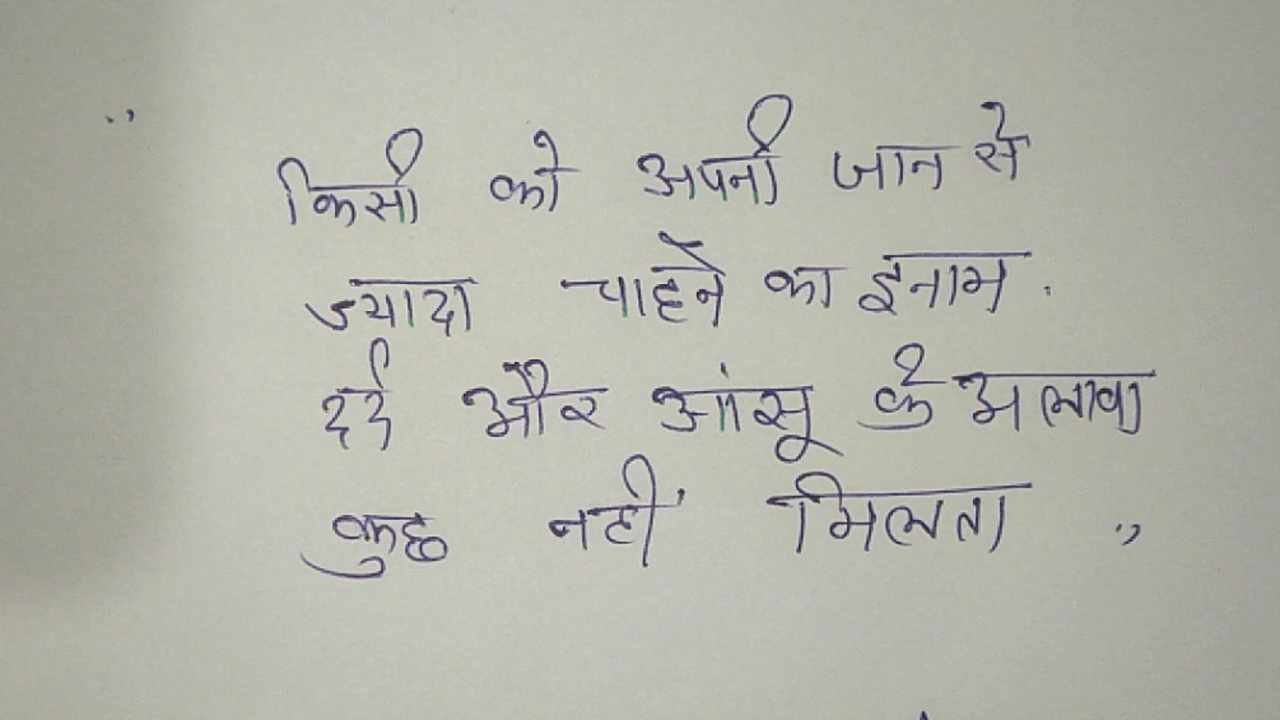 " किसी को अपनी जान से
ज्यादा चाहने का इनाम .
दर्द और आंसू के अलावा
कुछ नहीं मिलता "